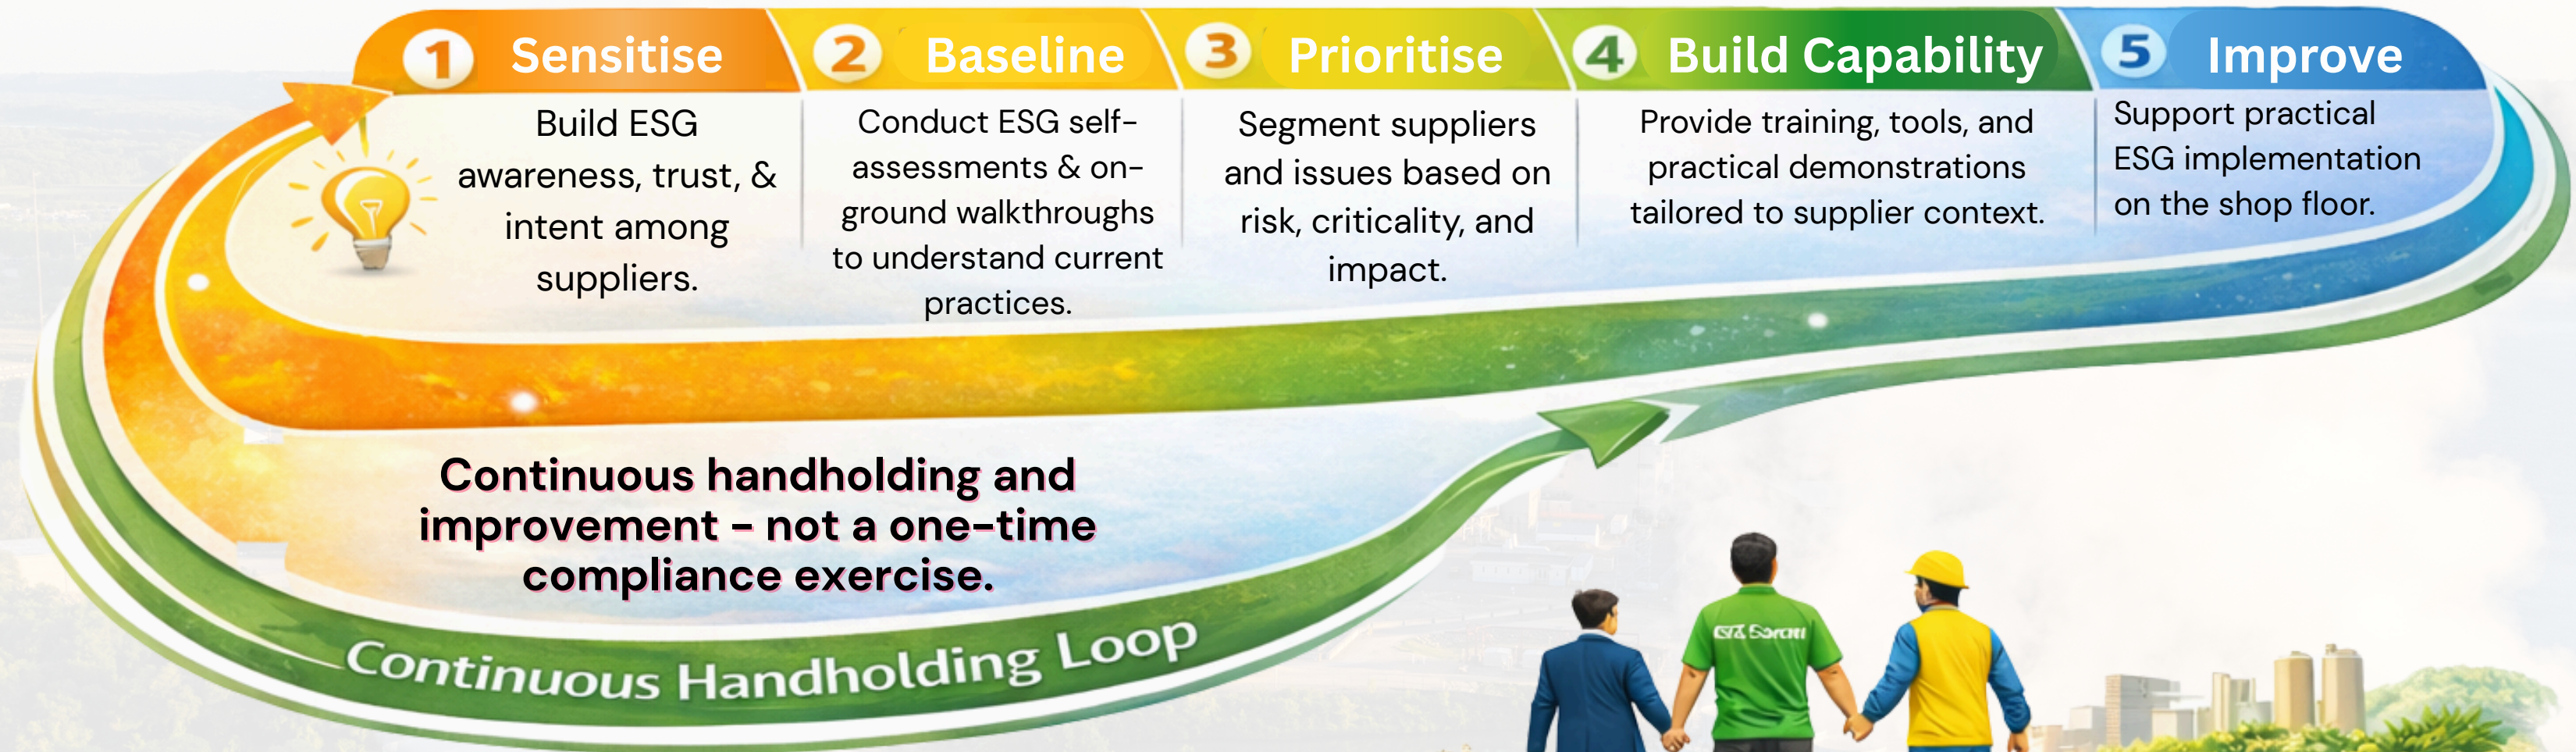 1 Sensitise
Build ESG
awareness, trust, &
intent among
suppliers.
2 Baseline
Conduct ESG self-
assessments & on-
ground walkthroughs
to understand current
practices.
3 Prioritise
Segment suppliers
and issues based on
risk, criticality, and
impact.
4 Build Capability
Provide training, tools, and
practical demonstrations
tailored to supplier context.
5 Improve
Support practical
ESG implementation
on the shop floor.
Continuous handholding and
improvement - not a one-time
compliance exercise.
Continuous Handholding Loop